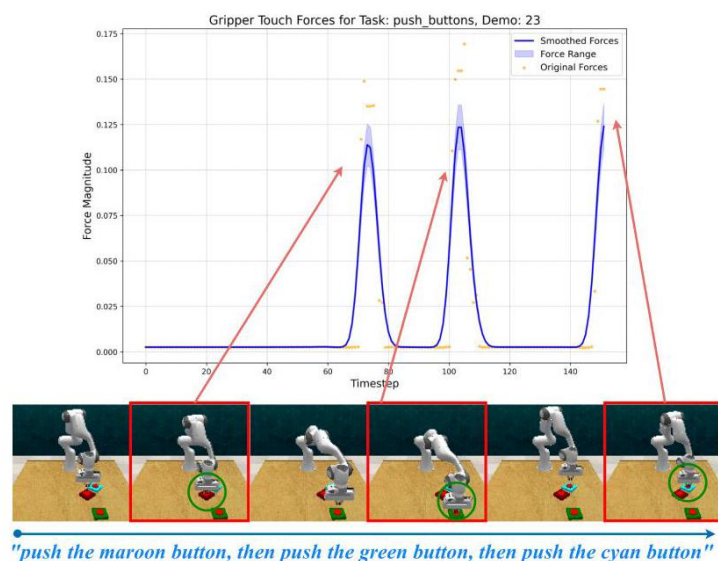 Gripper Touch Forces for Task: push_buttons, Demo: 23
Smoothed Forces
Force Range
Original Forces
Force Magnitude
0.175
0.150
0.125
0.100
0.075
0.050
0.025
0.000
0
20
40
60
80
100
120
140
Timestep
"push the maroon button, then push the green button, then push the cyan button"